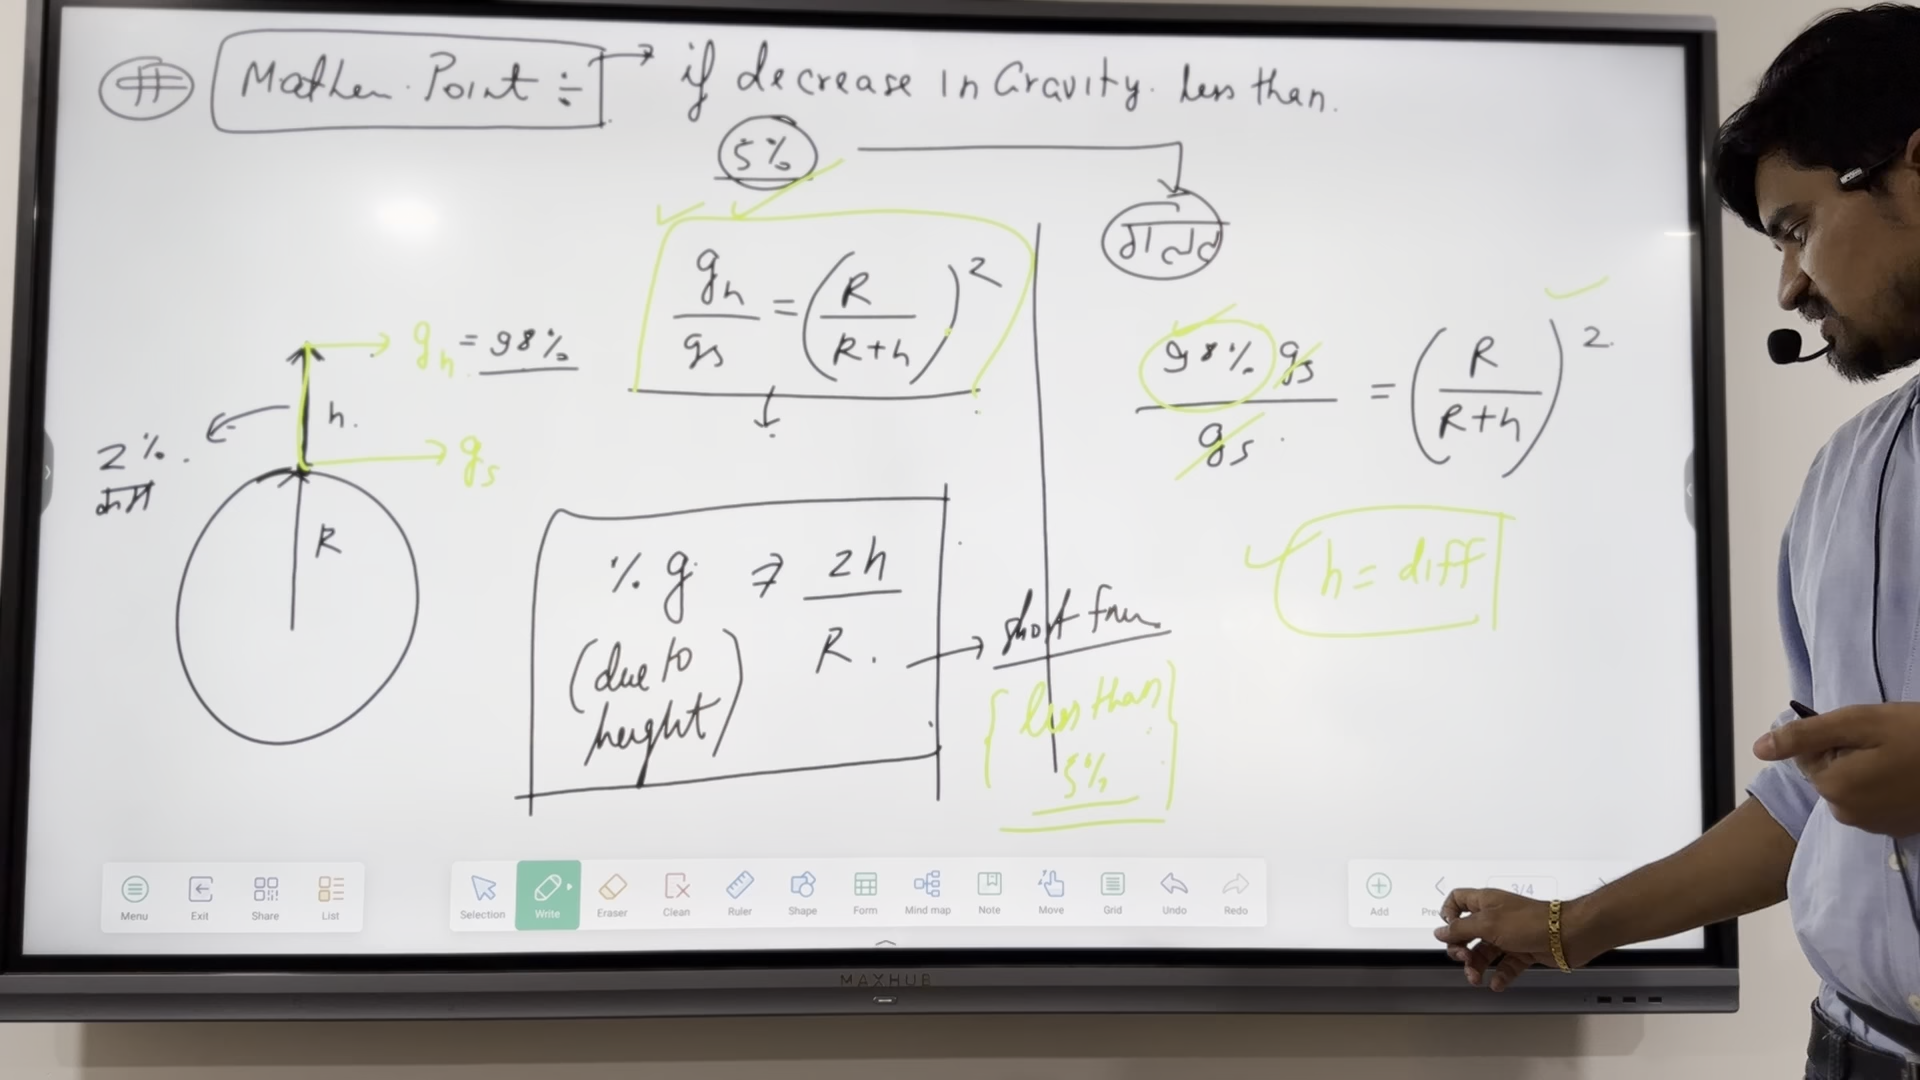 # Mathem. Point ÷ → if decrease in Gravity. less than.
5%
गलत
gh/gs = (R/R+h)²
gh = 98%
h.
2%.
कमी
gs
R
98% gs/gs = (R/R+h)²
h = diff
% g ⇒ 2h/R.
(due to height)
→ short
{less than 5%}
Menu
Exit
Share
List
Selection
Write
Eraser
Clean
Ruler
Shape
Form
Mind map
Note
Move
Grid
Undo
Redo
Add
3/4
MAXHUB